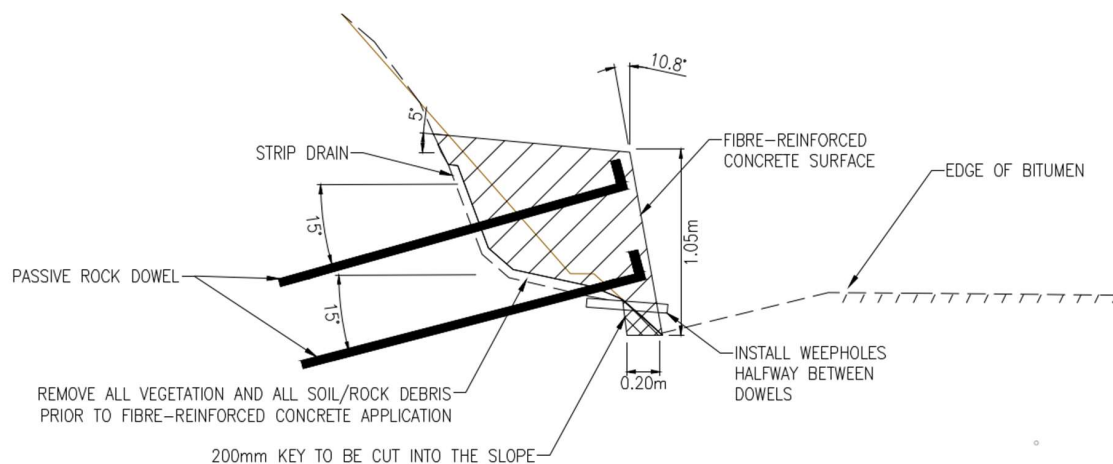 10.8°
5°
STRIP DRAIN
FIBRE-REINFORCED
CONCRETE SURFACE
EDGE OF BITUMEN
15°
1.05m
PASSIVE ROCK DOWEL
15°
INSTALL WEEPHOLES
HALFWAY BETWEEN
DOWELS
0.20m
REMOVE ALL VEGETATION AND ALL SOIL/ROCK DEBRIS
PRIOR TO FIBRE-REINFORCED CONCRETE APPLICATION
200mm KEY TO BE CUT INTO THE SLOPE